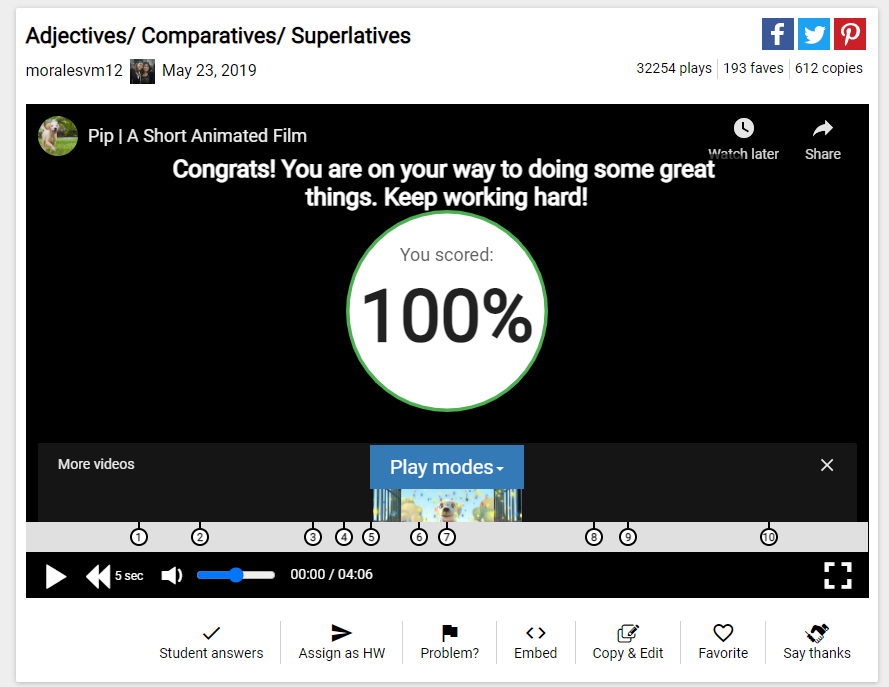 Adjectives/ Comparatives/ Superlatives
moralesvm12 May 23, 2019
32254 plays 193 faves 612 copies
Pip | A Short Animated Film
Watch later Share
Congrats! You are on your way to doing some great
things. Keep working hard!
You scored:
100%
More videos
Play modes
1 2 3 4 5 6 7 8 9 10
5 sec 00:00 / 04:06
Student answers Assign as HW Problem? Embed Copy & Edit Favorite Say thanks